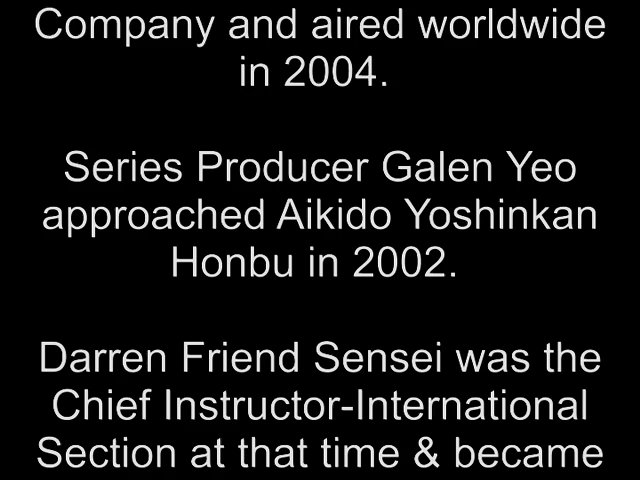 Company and aired worldwide
in 2004.
Series Producer Galen Yeo
approached Aikido Yoshinkan
Honbu in 2002.
Darren Friend Sensei was the
Chief Instructor-International
Section at that time & became